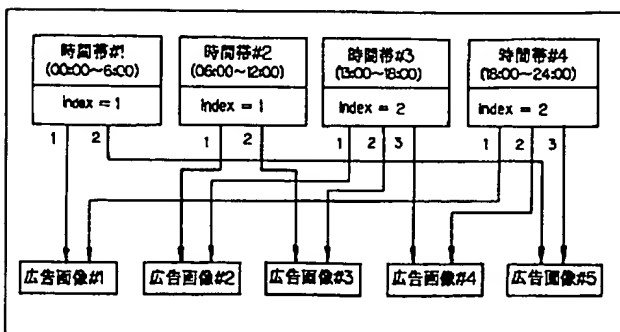 時間帯#1
(00:00~6:00)
index = 1
時間帯#2
(06:00~12:00)
index = 1
時間帯#3
(13:00~18:00)
index = 2
時間帯#4
(18:00~24:00)
index = 2
1 2 1 2 1 2 3 1 2 3
広告画像#1 広告画像#2 広告画像#3 広告画像#4 広告画像#5